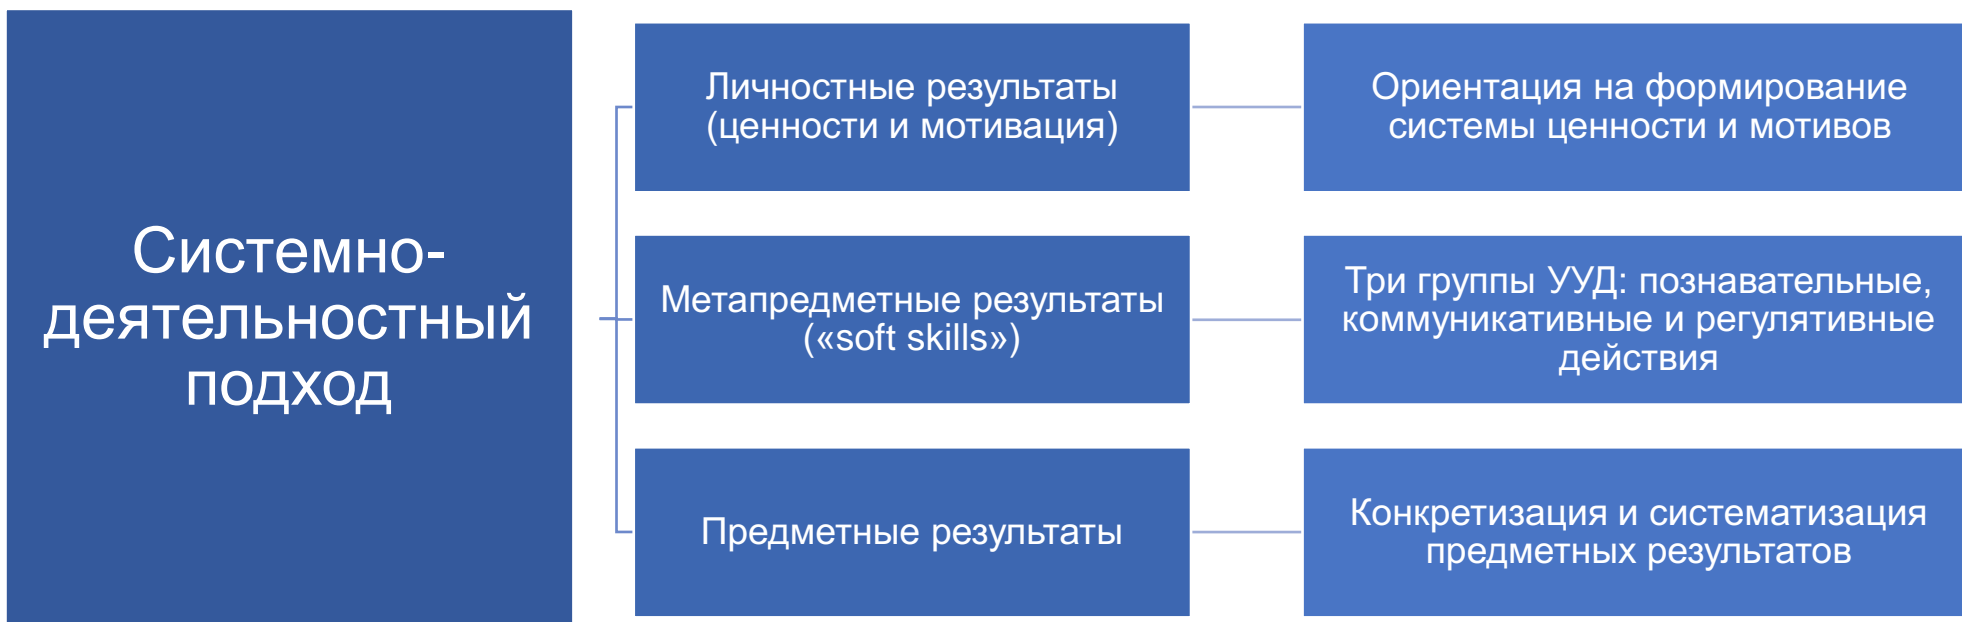 Системно-
деятельностный
подход
Личностные результаты
(ценности и мотивация)
Ориентация на формирование
системы ценности и мотивов
Метапредметные результаты
(«soft skills»)
Три группы УУД: познавательные,
коммуникативные и регулятивные
действия
Предметные результаты
Конкретизация и систематизация
предметных результатов